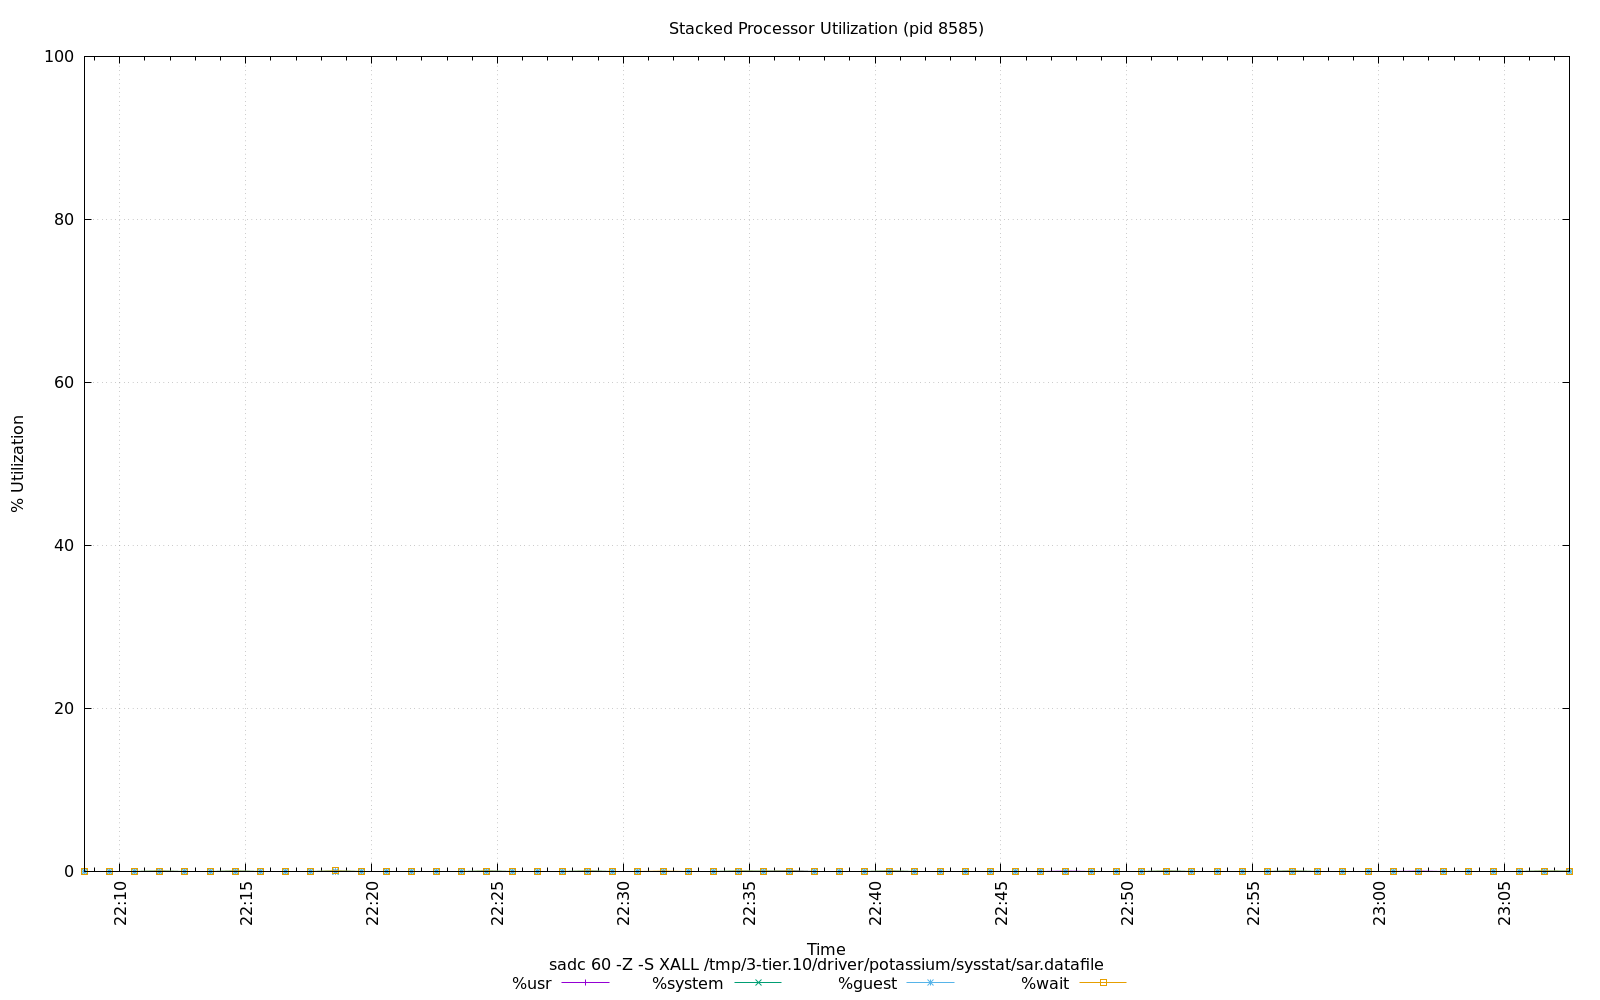 Stacked Processor Utilization (pid 8585)
100
80
60
40
20
0
% Utilization
22:10 22:15 22:20 22:25 22:30 22:35 22:40 22:45 22:50 22:55 23:00 23:05
Time
sadc 60 -Z -S XALL /tmp/3-tier.10/driver/potassium/sysstat/sar.datafile
%usr %system %guest %wait